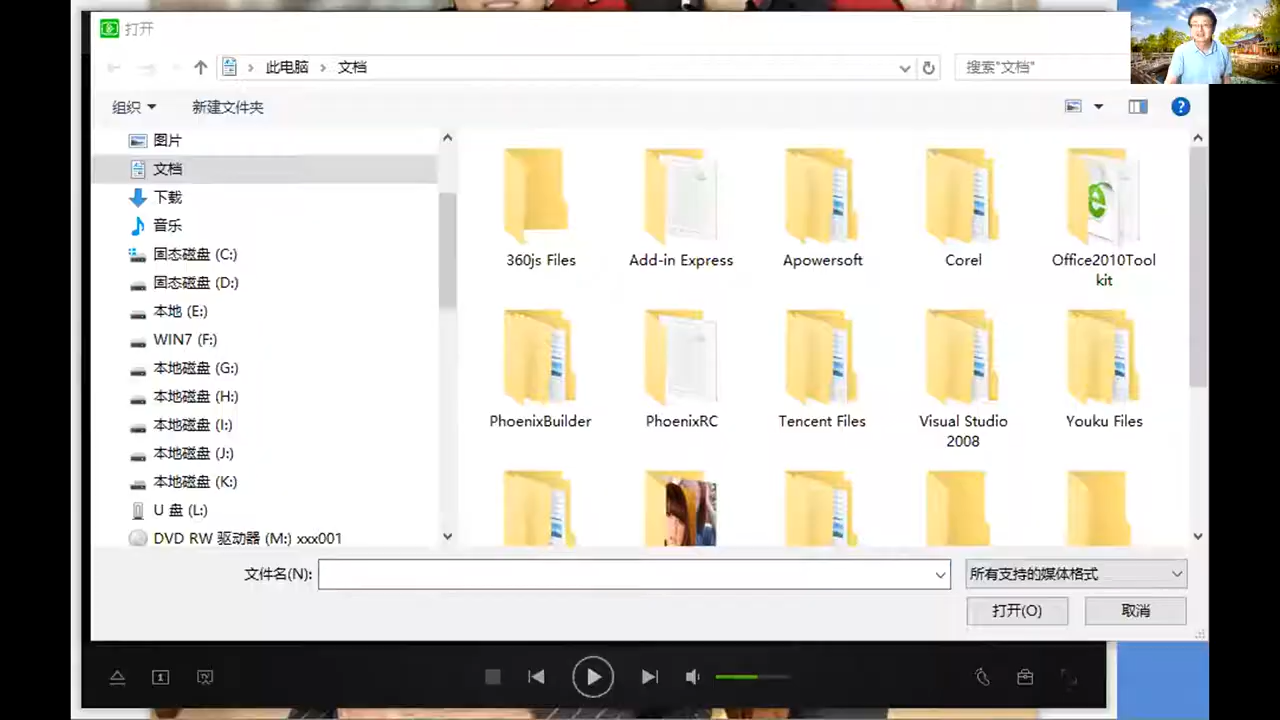 打开
此电脑 › 文档
搜索"文档"
组织
新建文件夹
图片
文档
下载
音乐
固态磁盘 (C:)
固态磁盘 (D:)
本地 (E:)
WIN7 (F:)
本地磁盘 (G:)
本地磁盘 (H:)
本地磁盘 (I:)
本地磁盘 (J:)
本地磁盘 (K:)
U 盘 (L:)
DVD RW 驱动器 (M:) xxx001
360js Files
Add-in Express
Apowersoft
Corel
Office2010Tool
kit
PhoenixBuilder
PhoenixRC
Tencent Files
Visual Studio
2008
Youku Files
文件名(N):
所有支持的媒体格式
打开(O)
取消